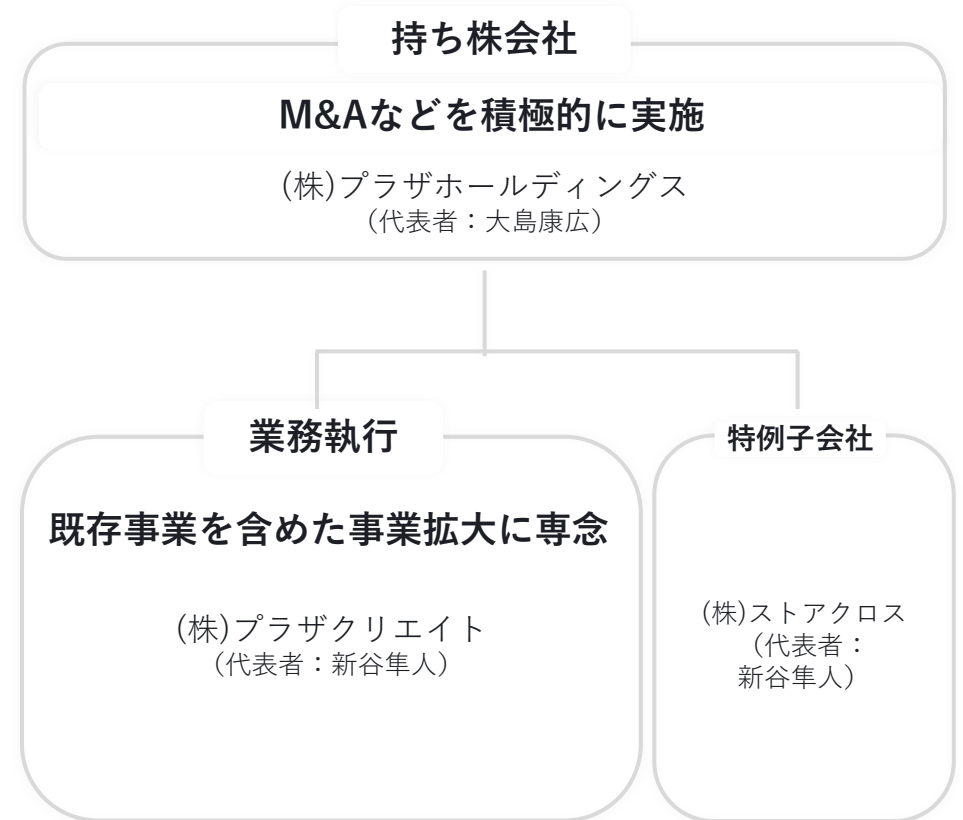 持ち株会社
M&Aなどを積極的に実施
(株)プラザホールディングス
（代表者：大島康広）
業務執行
既存事業を含めた事業拡大に専念
(株)プラザクリエイト
（代表者：新谷隼人）
特例子会社
(株)ストアクロス
（代表者：
新谷隼人）